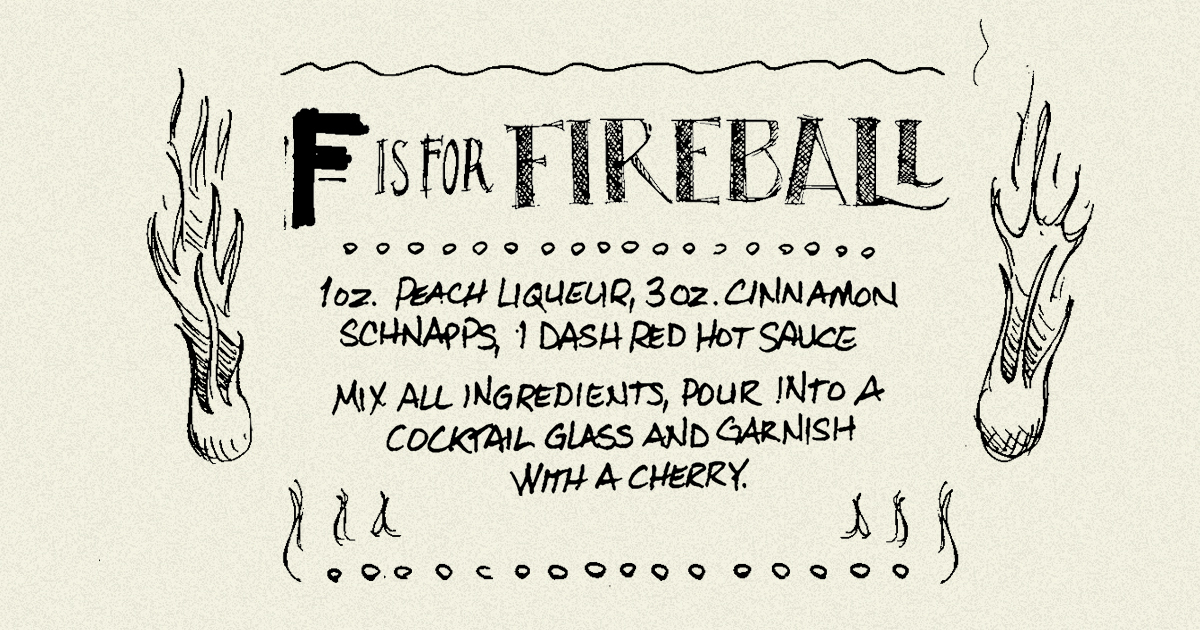 F IS FOR FIREBALL
1oz. PEACH LIQUEUR, 3oz. CINNAMON
SCHNAPPS, 1 DASH RED HOT SAUCE
MIX ALL INGREDIENTS, POUR INTO A
COCKTAIL GLASS AND GARNISH
WITH A CHERRY.